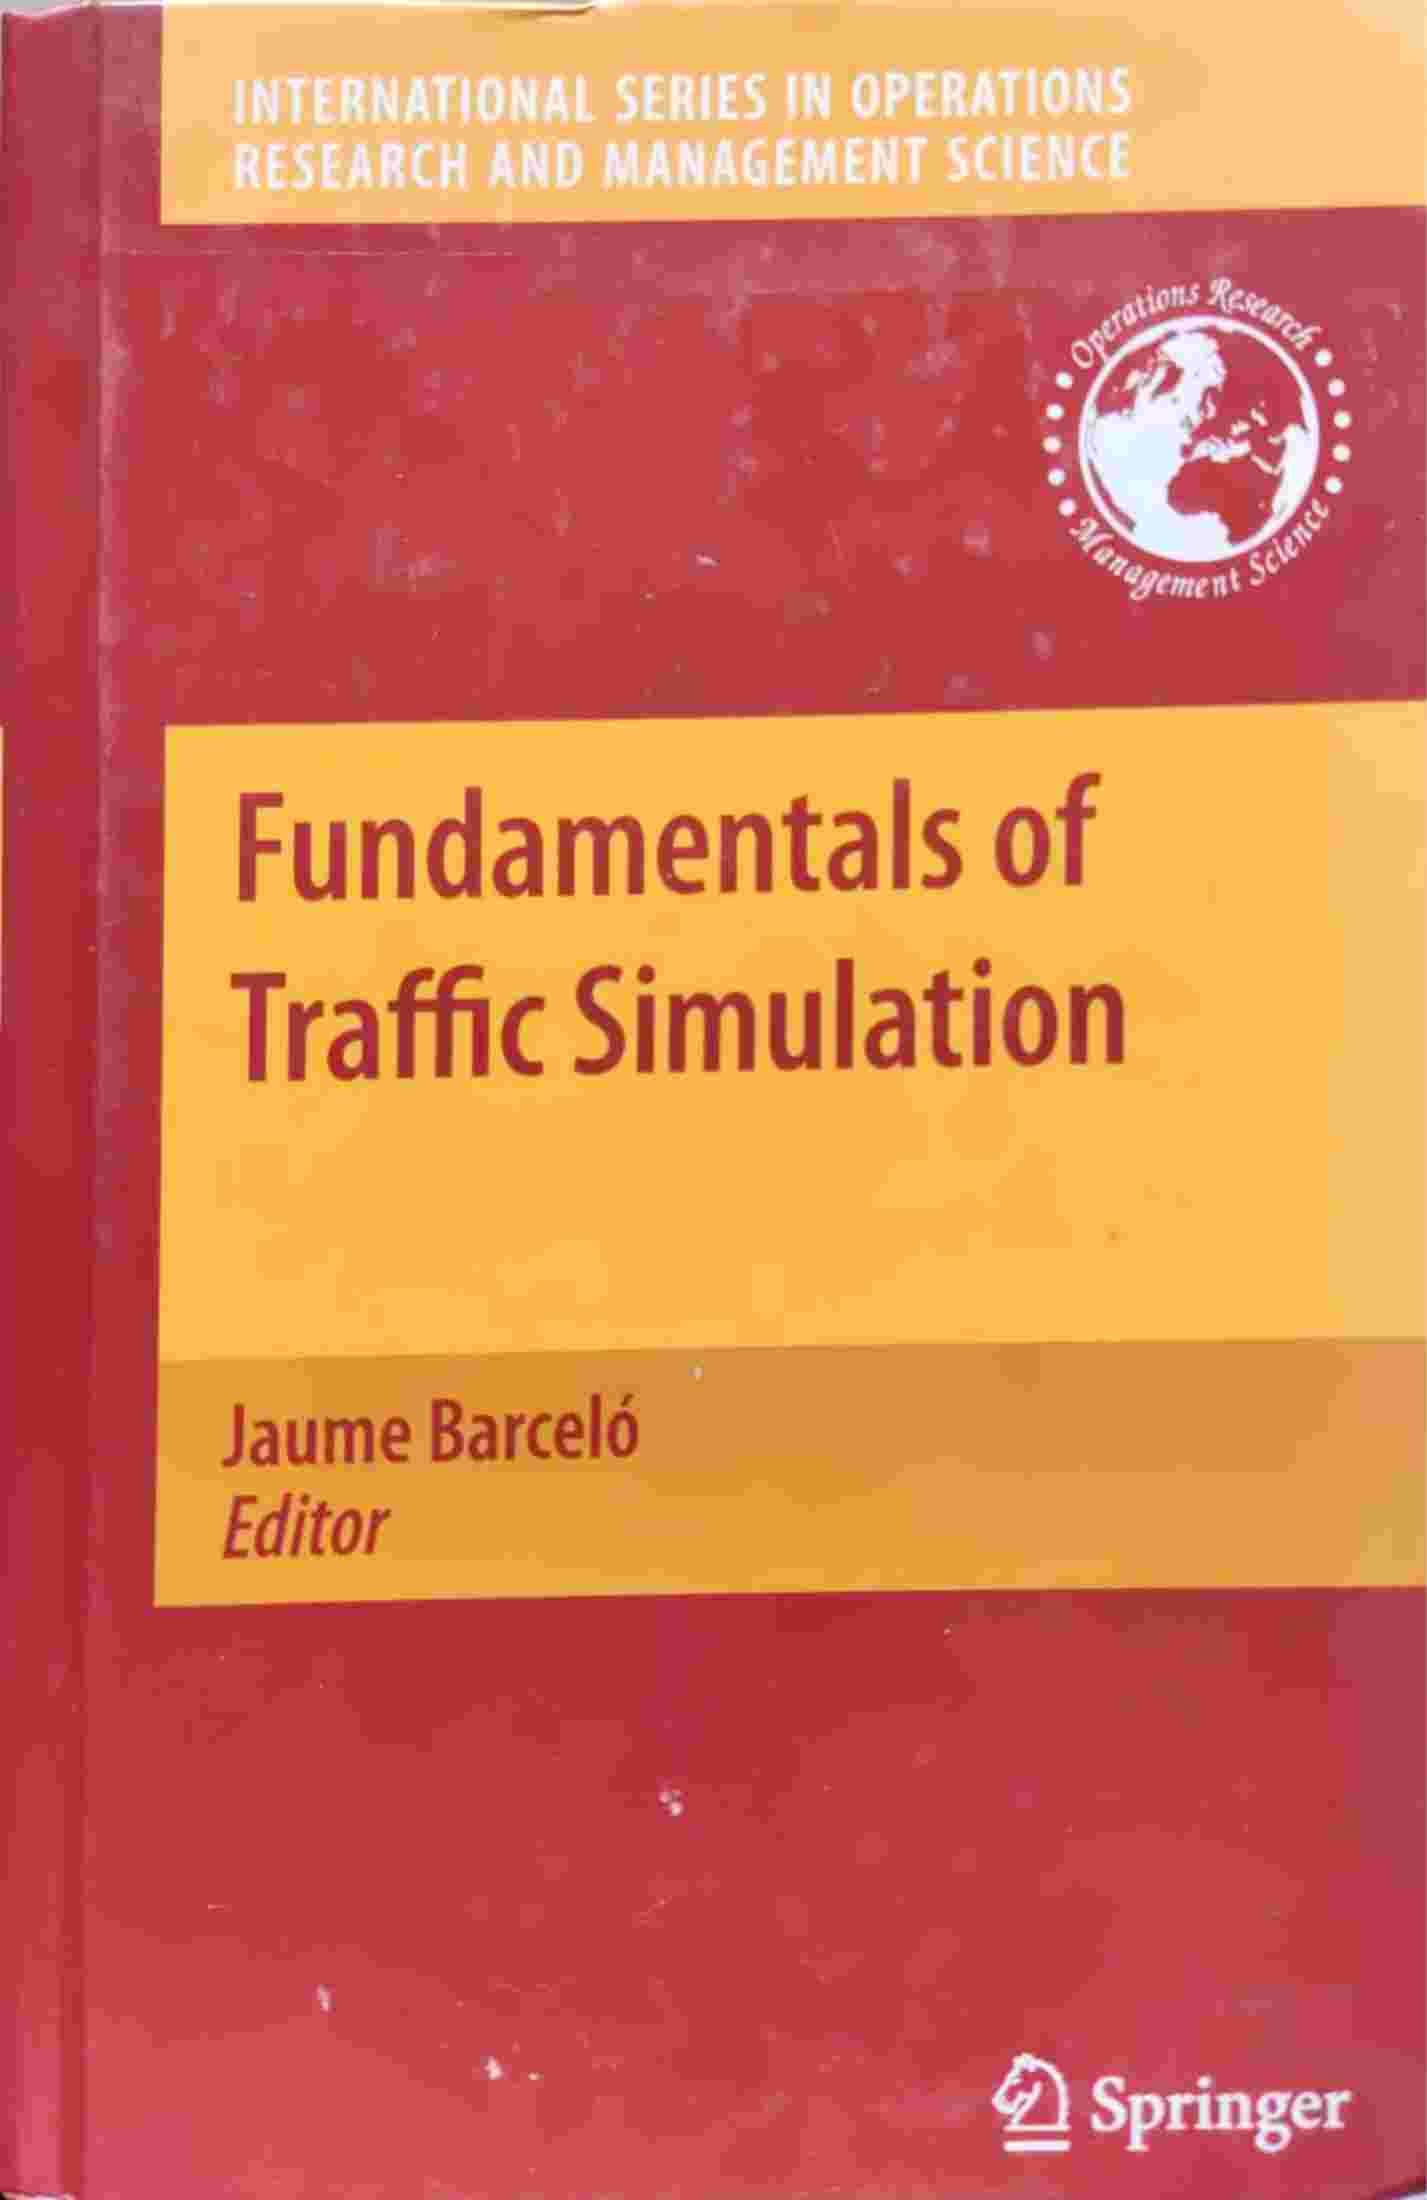 INTERNATIONAL SERIES IN OPERATIONS
RESEARCH AND MANAGEMENT SCIENCE
Operations Research
Management Science
Fundamentals of
Traffic Simulation
Jaume Barceló
Editor
Springer